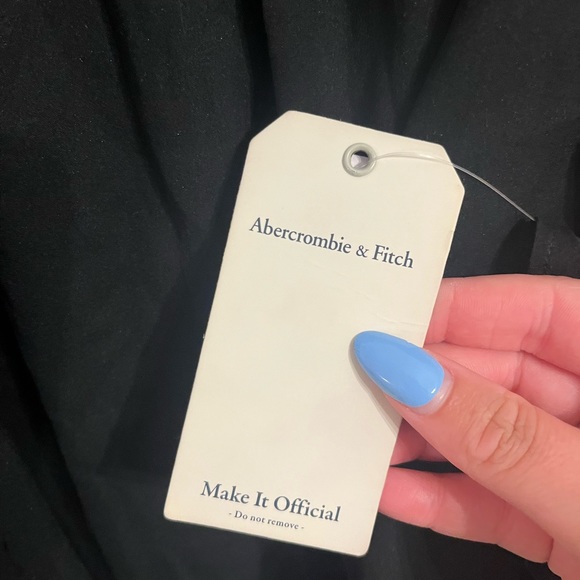 Abercrombie & Fitch
Make It Official
- Do not remove -